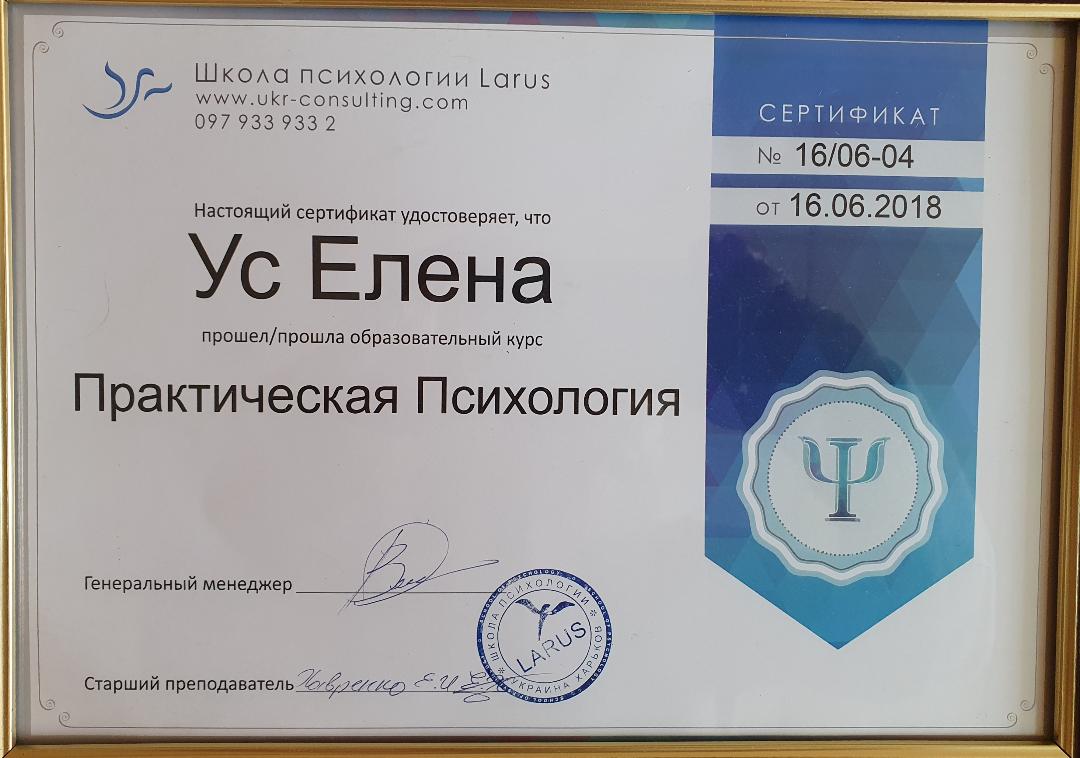 Школа психологии Larus
www.ukr-consulting.com
097 933 933 2
СЕРТИФИКАТ
№ 16/06-04
от 16.06.2018
Настоящий сертификат удостоверяет, что
Ус Елена
прошел/прошла образовательный курс
Практическая Психология
Ψ
Генеральный менеджер
Старший преподаватель Е.И.
ШКОЛА ПСИХОЛОГИИ
LARUS
УКРАИНА ХАРЬКОВ